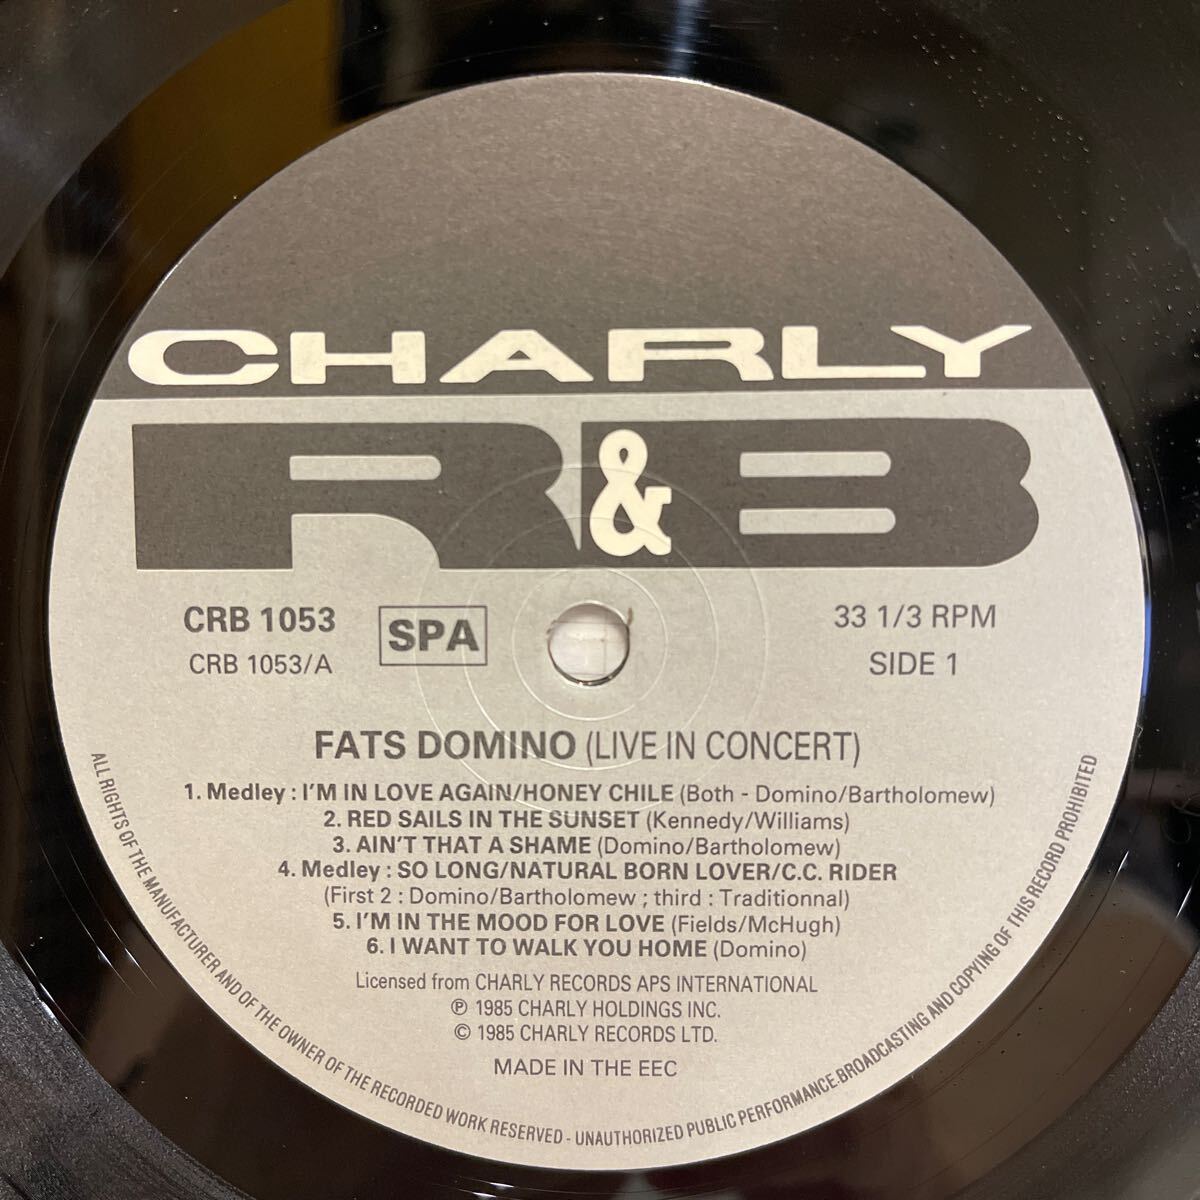 CHARLY
R&B
CRB 1053
CRB 1053/A
SPA
33 1/3 RPM
SIDE 1
FATS DOMINO (LIVE IN CONCERT)
1. Medley : I'M IN LOVE AGAIN/HONEY CHILE (Both - Domino/Bartholomew)
2. RED SAILS IN THE SUNSET (Kennedy/Williams)
3. AIN'T THAT A SHAME (Domino/Bartholomew)
4. Medley : SO LONG/NATURAL BORN LOVER/C.C. RIDER
(First 2 : Domino/Bartholomew ; third : Traditionnal)
5. I'M IN THE MOOD FOR LOVE (Fields/McHugh)
6. I WANT TO WALK YOU HOME (Domino)
Licensed from CHARLY RECORDS APS INTERNATIONAL
℗ 1985 CHARLY HOLDINGS INC.
© 1985 CHARLY RECORDS LTD.
MADE IN THE EEC
ALL RIGHTS OF THE MANUFACTURER AND OF THE OWNER OF THE RECORDED WORK RESERVED - UNAUTHORIZED PUBLIC PERFORMANCE.BROADCASTING AND COPYING OF THIS RECORD PROHIBITED